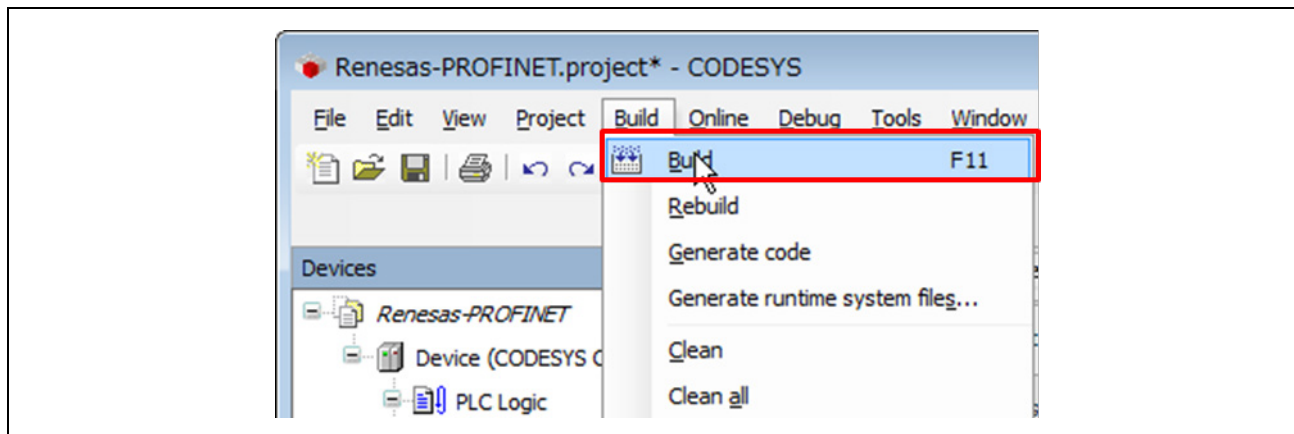 Renesas-PROFINET.project* - CODESYS
File Edit View Project Build Online Debug Tools Window
Build F11
Rebuild
Generate code
Devices
Generate runtime system files...
Renesas-PROFINET
Clean
Device (CODESYS C
Clean all
PLC Logic